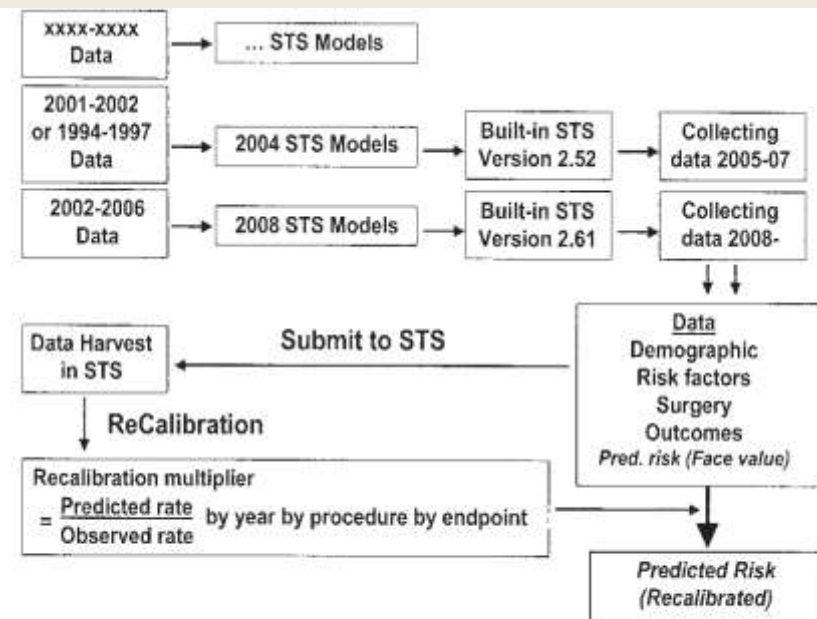 xxxx-xxxx
Data
... STS Models
2001-2002
or 1994-1997
Data
2004 STS Models
Built-in STS
Version 2.52
Collecting
data 2005-07
2002-2006
Data
2008 STS Models
Built-in STS
Version 2.61
Collecting
data 2008-
Data
Demographic
Risk factors
Surgery
Outcomes
Pred. risk (Face value)
Submit to STS
Data Harvest
in STS
ReCalibration
Recalibration multiplier
= Predicted rate
Observed rate
by year by procedure by endpoint
Predicted Risk
(Recalibrated)